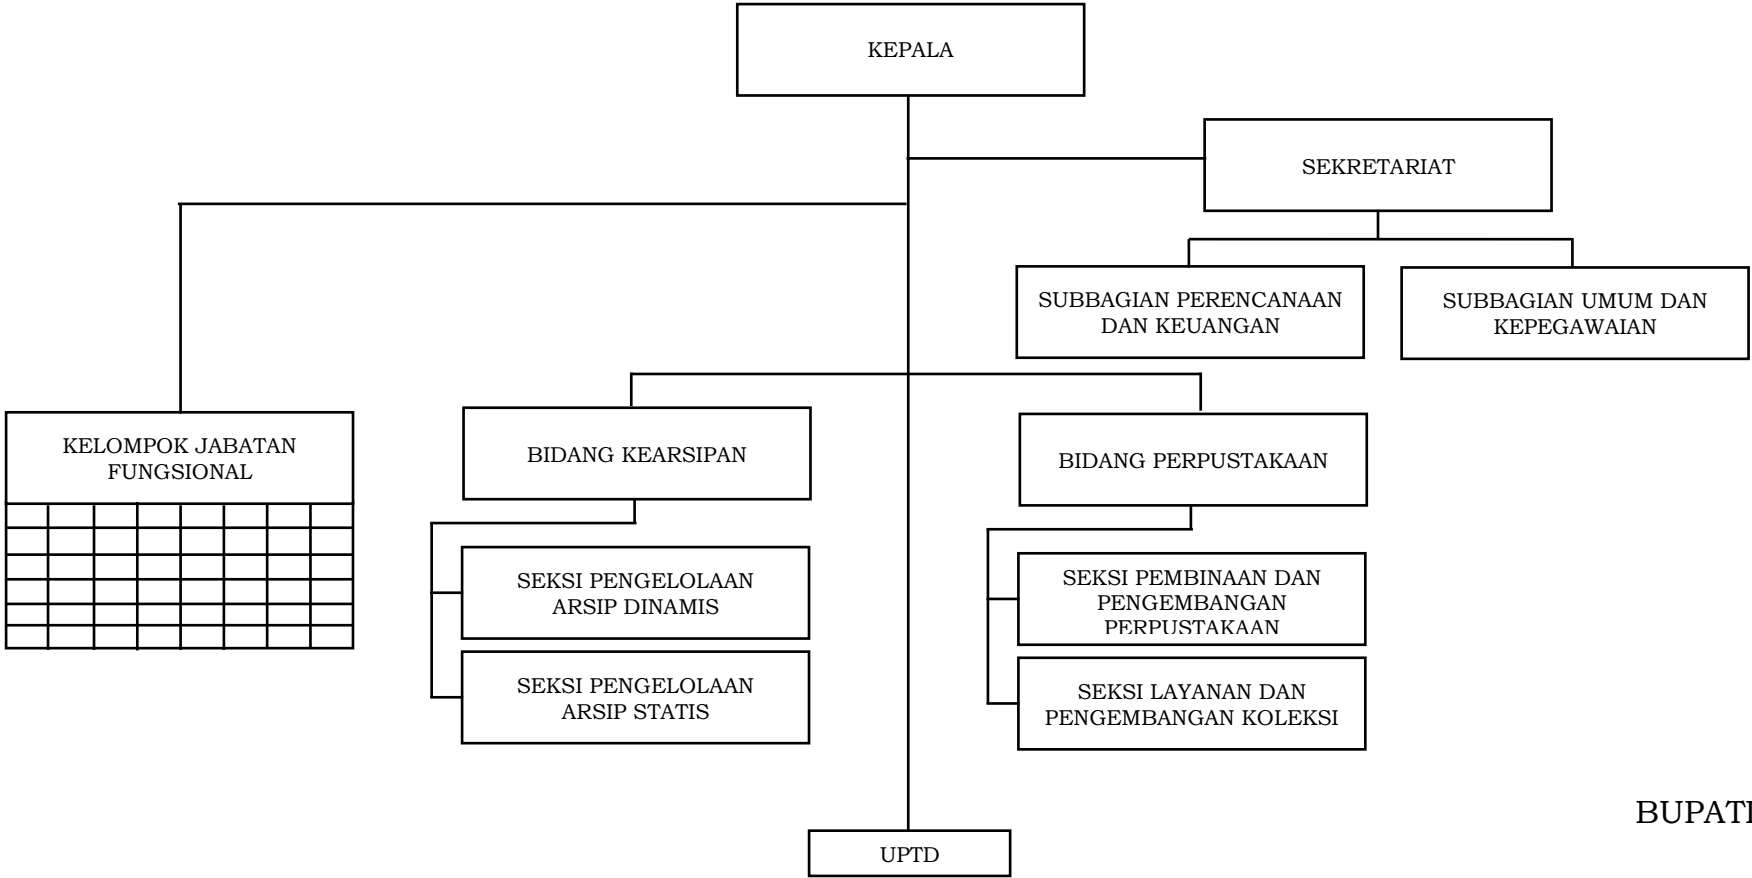 KEPALA
SEKRETARIAT
SUBBAGIAN PERENCANAAN
DAN KEUANGAN
SUBBAGIAN UMUM DAN
KEPEGAWAIAN
KELOMPOK JABATAN
FUNGSIONAL
BIDANG KEARSIPAN
BIDANG PERPUSTAKAAN
SEKSI PENGELOLAAN
ARSIP DINAMIS
SEKSI PENGELOLAAN
ARSIP STATIS
SEKSI PEMBINAAN DAN
PENGEMBANGAN
PERPUSTAKAAN
SEKSI LAYANAN DAN
PENGEMBANGAN KOLEKSI
BUPATI
UPTD